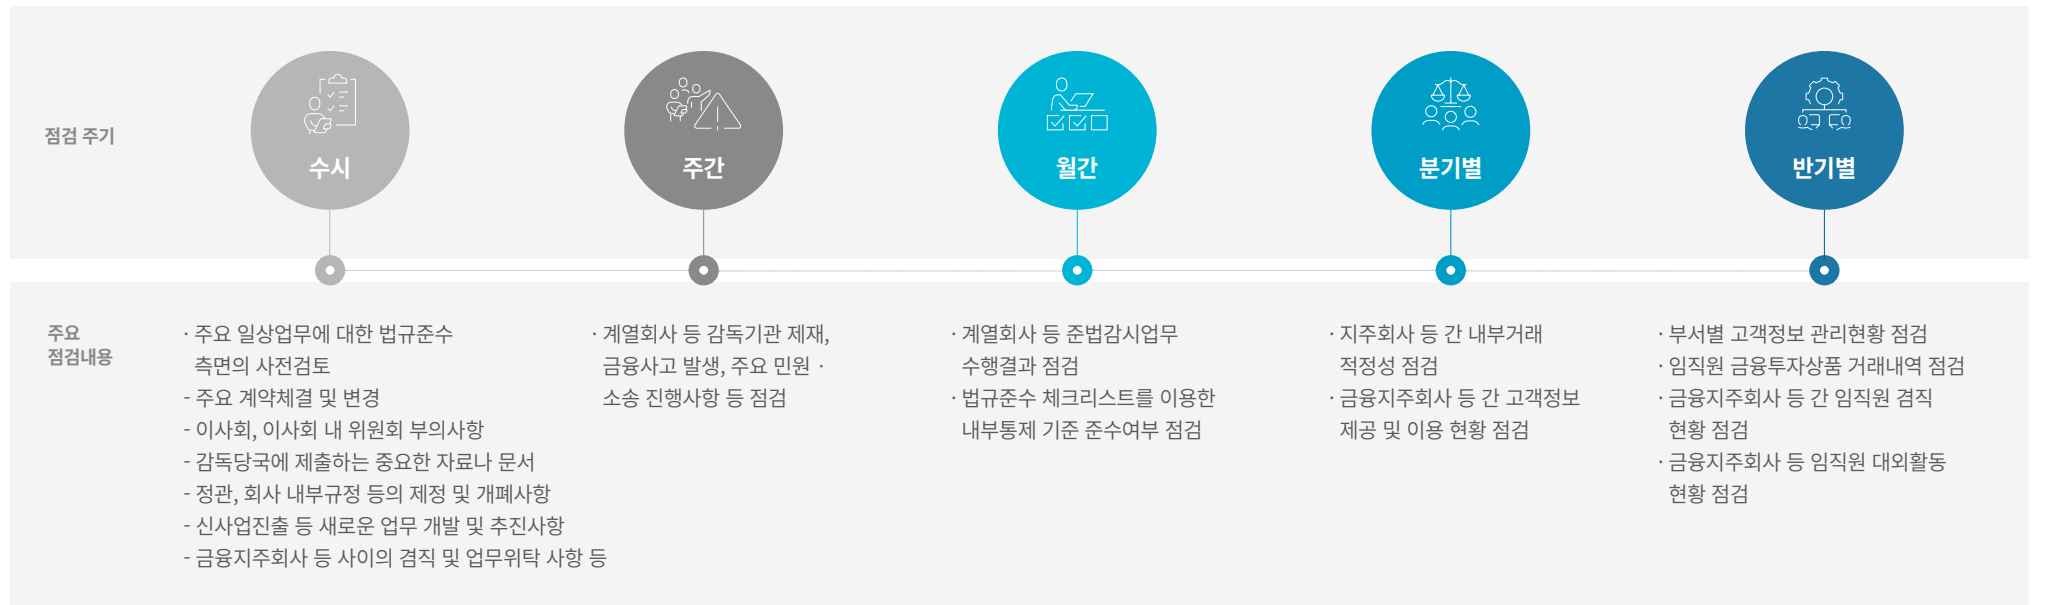 점검 주기
수시
주간
월간
분기별
반기별
주요
점검내용
· 주요 일상업무에 대한 법규준수
측면의 사전검토
- 주요 계약체결 및 변경
- 이사회, 이사회 내 위원회 부의사항
- 감독당국에 제출하는 중요한 자료나 문서
- 정관, 회사 내부규정 등의 제정 및 개폐사항
- 신사업진출 등 새로운 업무 개발 및 추진사항
- 금융지주회사 등 사이의 겸직 및 업무위탁 사항 등
· 계열회사 등 감독기관 제재,
금융사고 발생, 주요 민원 ·
소송 진행사항 등 점검
· 계열회사 등 준법감시업무
수행결과 점검
· 법규준수 체크리스트를 이용한
내부통제 기준 준수여부 점검
· 지주회사 등 간 내부거래
적정성 점검
· 금융지주회사 등 간 고객정보
제공 및 이용 현황 점검
· 부서별 고객정보 관리현황 점검
· 임직원 금융투자상품 거래내역 점검
· 금융지주회사 등 간 임직원 겸직
현황 점검
· 금융지주회사 등 임직원 대외활동
현황 점검